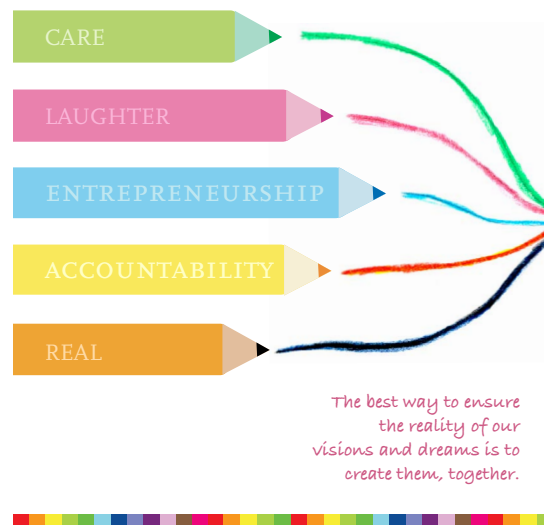 CARE
LAUGHTER
ENTREPRENEURSHIP
ACCOUNTABILITY
REAL
The best way to ensure
the reality of our
visions and dreams is to
create them, together.